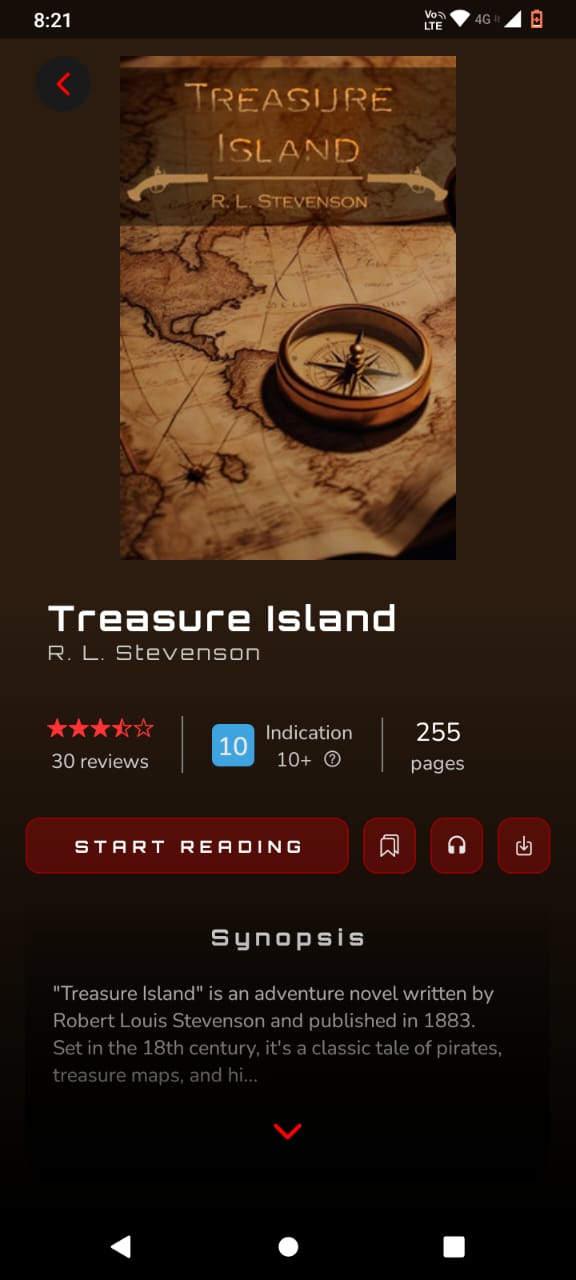 8:21
Vo
LTE
4G
TREASURE
ISLAND
R. L. STEVENSON
Treasure Island
R. L. Stevenson
30 reviews
10
Indication
10+ ?
255
pages
START READING
Synopsis
"Treasure Island" is an adventure novel written by
Robert Louis Stevenson and published in 1883.
Set in the 18th century, it's a classic tale of pirates,
treasure maps, and hi...